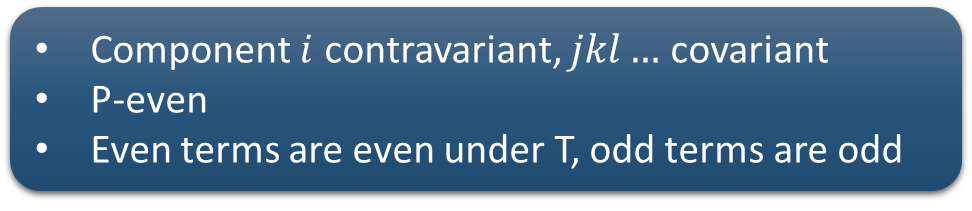 • Component i contravariant, jkl ... covariant
• P-even
• Even terms are even under T, odd terms are odd